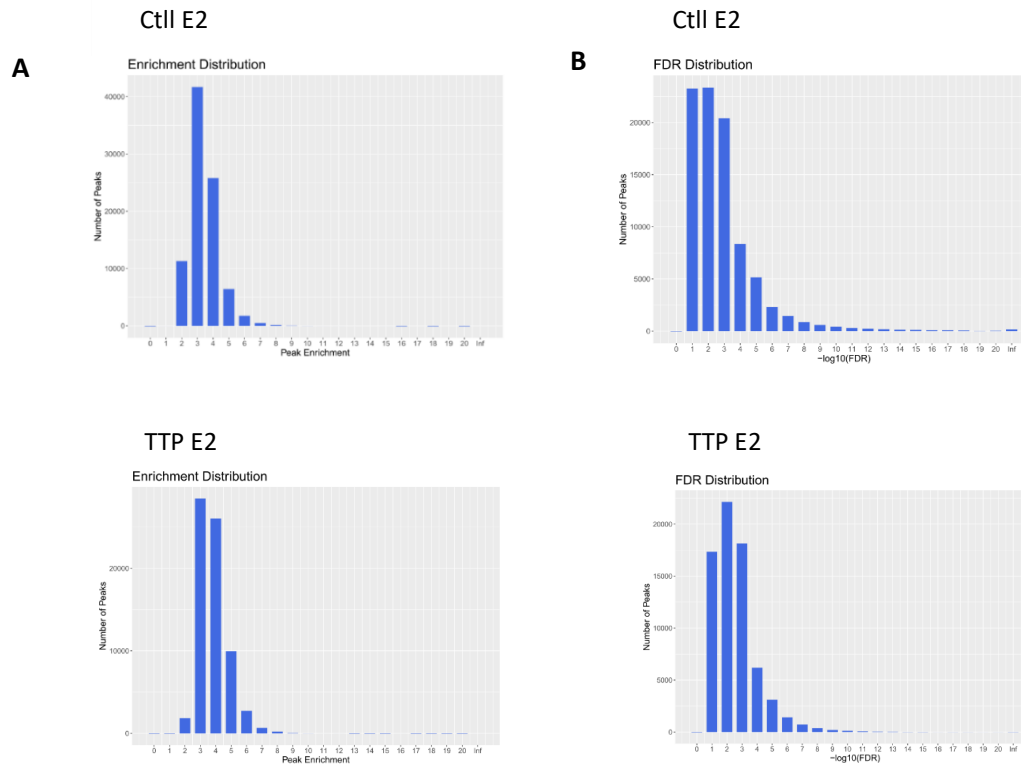 Ctll E2
Ctll E2
A
B
Enrichment Distribution
40000
30000
20000
10000
0
Number of Peaks
0 1 2 3 4 5 6 7 8 9 10 11 12 13 14 15 16 17 18 19 20 Inf
Peak Enrichment
FDR Distribution
20000
15000
10000
5000
0
Number of Peaks
0 1 2 3 4 5 6 7 8 9 10 11 12 13 14 15 16 17 18 19 20 Inf
−log10(FDR)
TTP E2
TTP E2
Enrichment Distribution
20000
10000
0
Number of Peaks
0 1 2 3 4 5 6 7 8 9 10 11 12 13 14 15 16 17 18 19 20 Inf
Peak Enrichment
FDR Distribution
20000
15000
10000
5000
0
Number of Peaks
0 1 2 3 4 5 6 7 8 9 10 11 12 13 14 15 16 17 18 19 20 Inf
−log10(FDR)